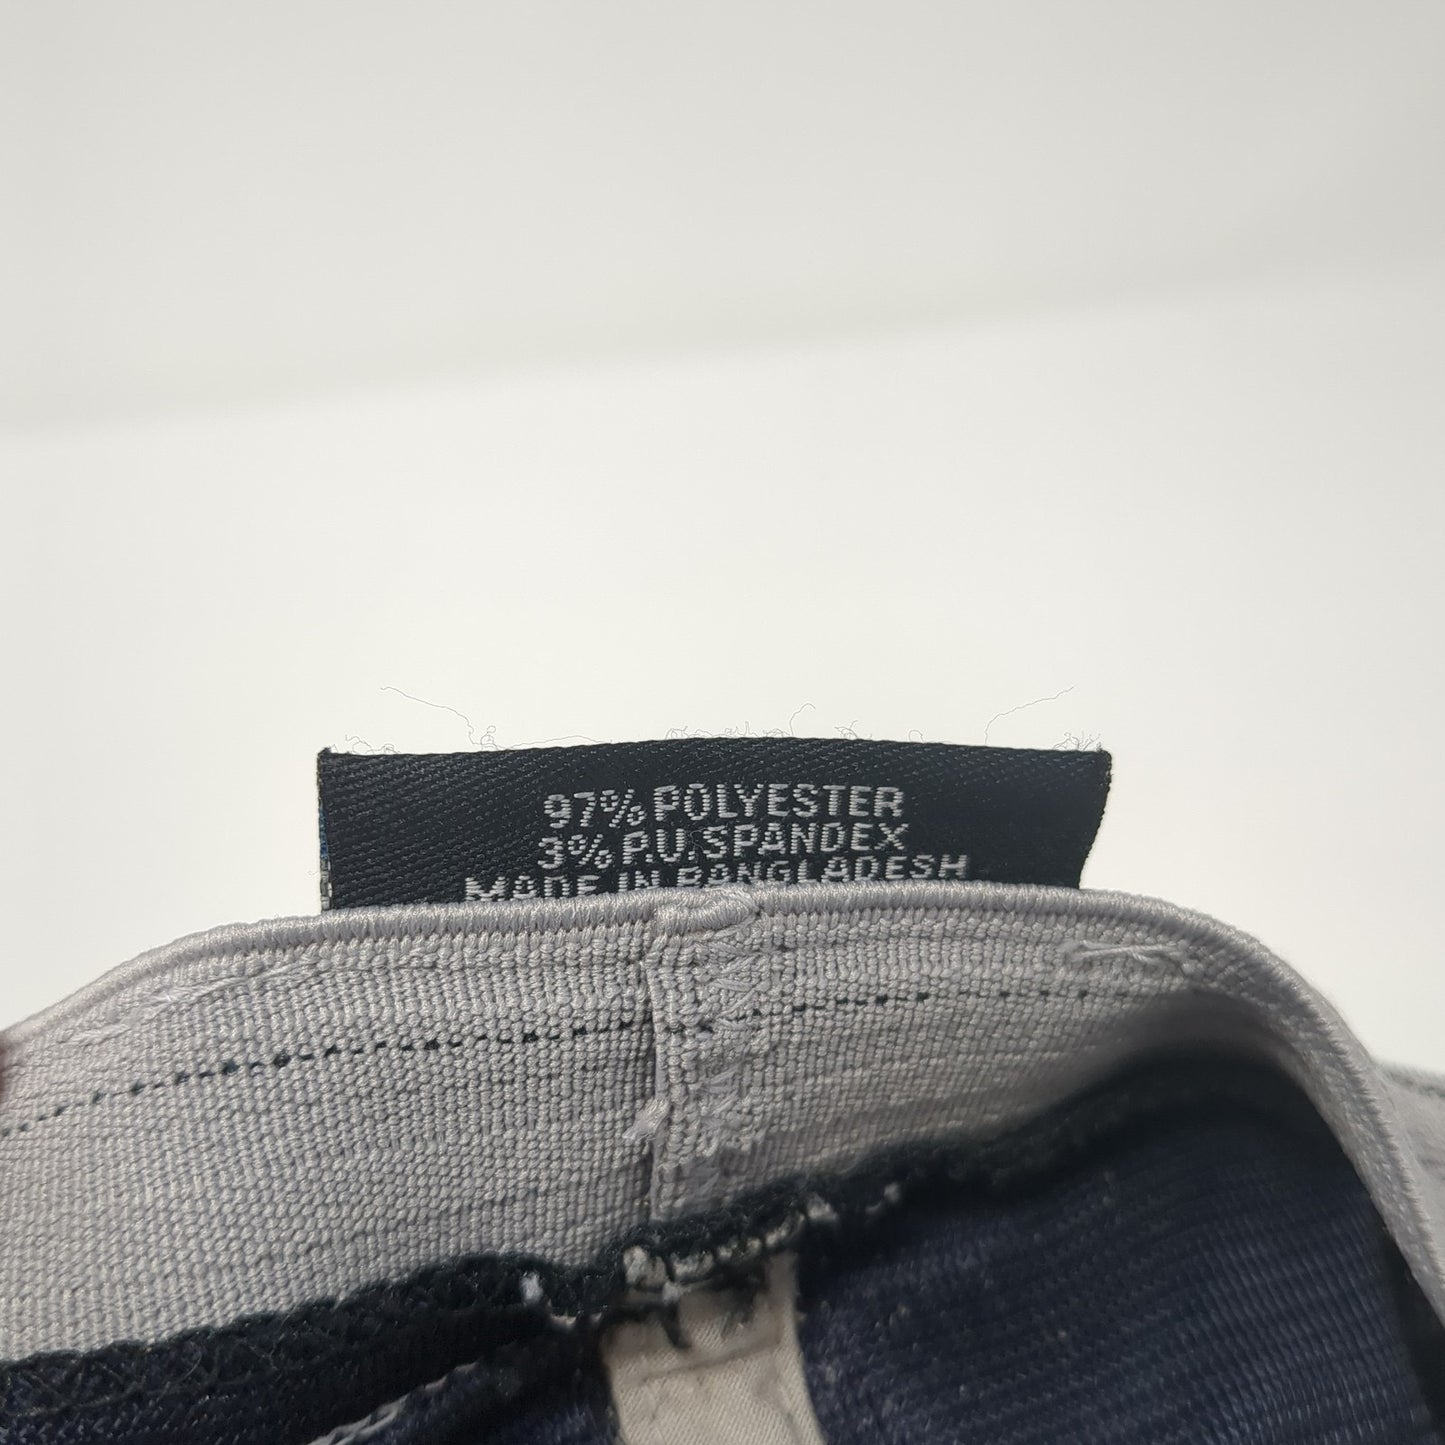 97% POLYESTER
3% P.U.SPANDEX
MADE IN BANGLADESH